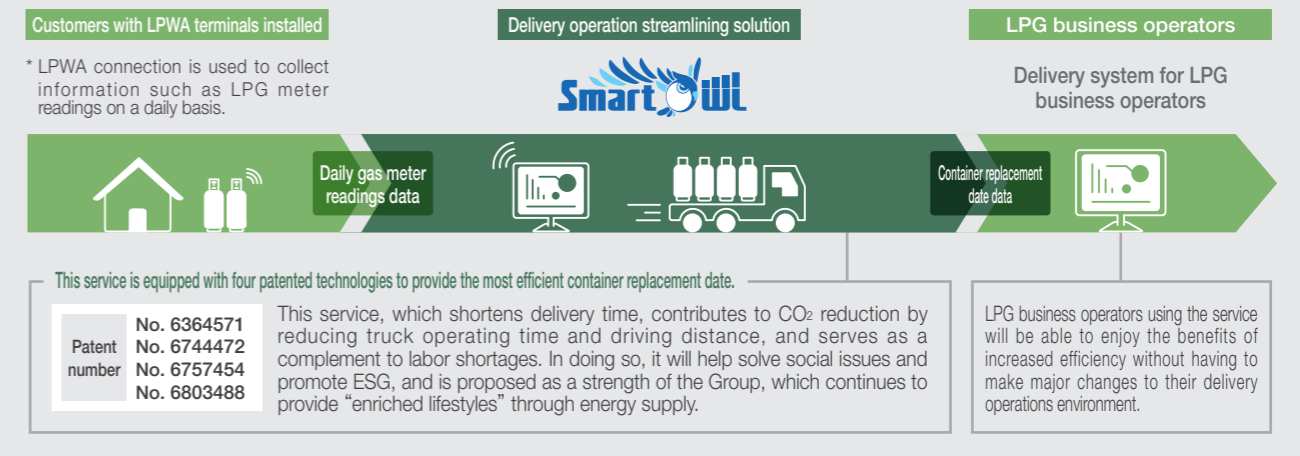 Customers with LPWA terminals installed
Delivery operation streamlining solution
LPG business operators
* LPWA connection is used to collect
information such as LPG meter
readings on a daily basis.
Smart OWL
Delivery system for LPG
business operators
Daily gas meter
readings data
Container replacement
date data
This service is equipped with four patented technologies to provide the most efficient container replacement date.
Patent
number
No. 6364571
No. 6744472
No. 6757454
No. 6803488
This service, which shortens delivery time, contributes to CO2 reduction by
reducing truck operating time and driving distance, and serves as a
complement to labor shortages. In doing so, it will help solve social issues and
promote ESG, and is proposed as a strength of the Group, which continues to
provide “enriched lifestyles” through energy supply.
LPG business operators using the service
will be able to enjoy the benefits of
increased efficiency without having to
make major changes to their delivery
operations environment.